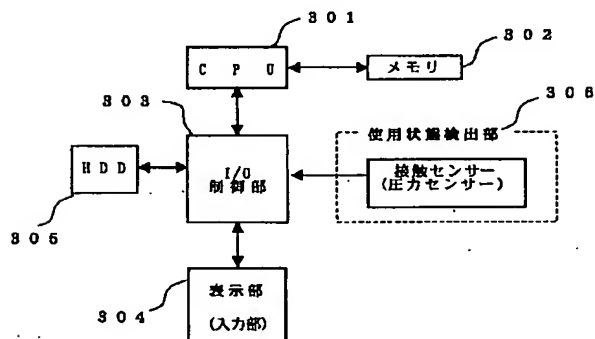 301
302
CPU
メモリ
303
306
使用状態検出部
HDD
I/O
制御部
接触センサー
(圧力センサー)
305
表示部
(入力部)
304